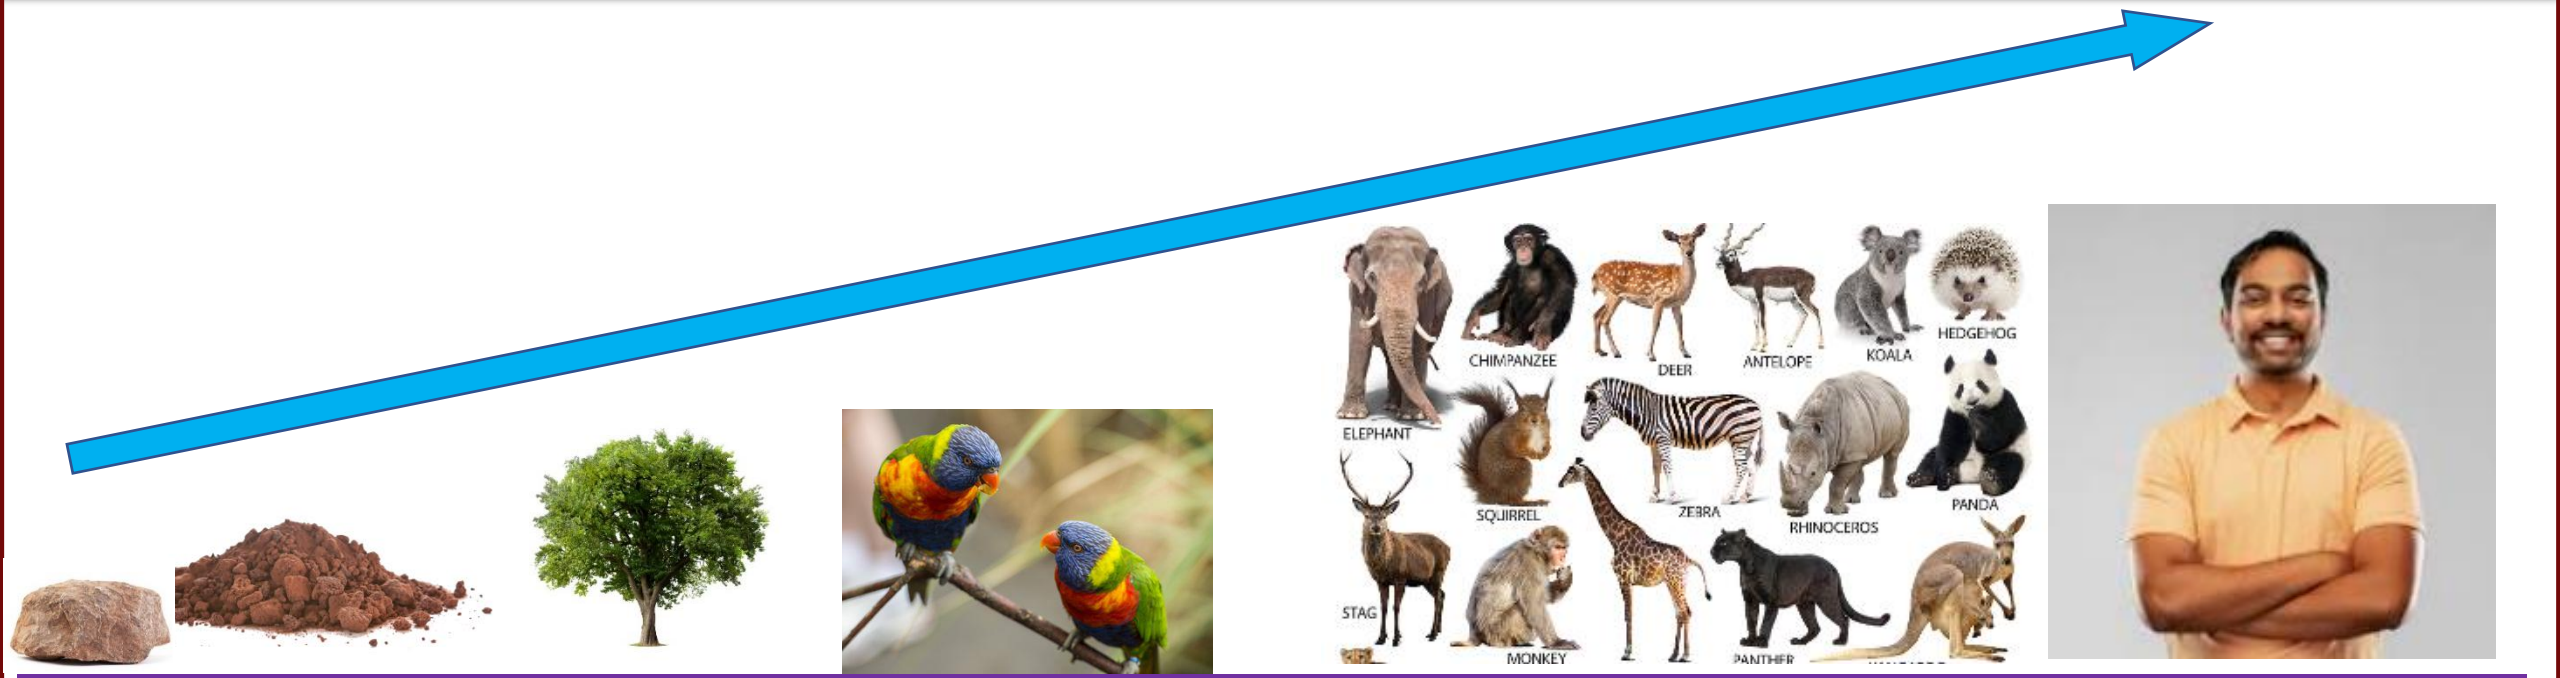 HEDGEHOG
CHIMPANZEE
DEER
ANTELOPE
KOALA
ELEPHANT
SQUIRREL
ZEBRA
RHINOCEROS
PANDA
STAG
MONKEY
PANTHER